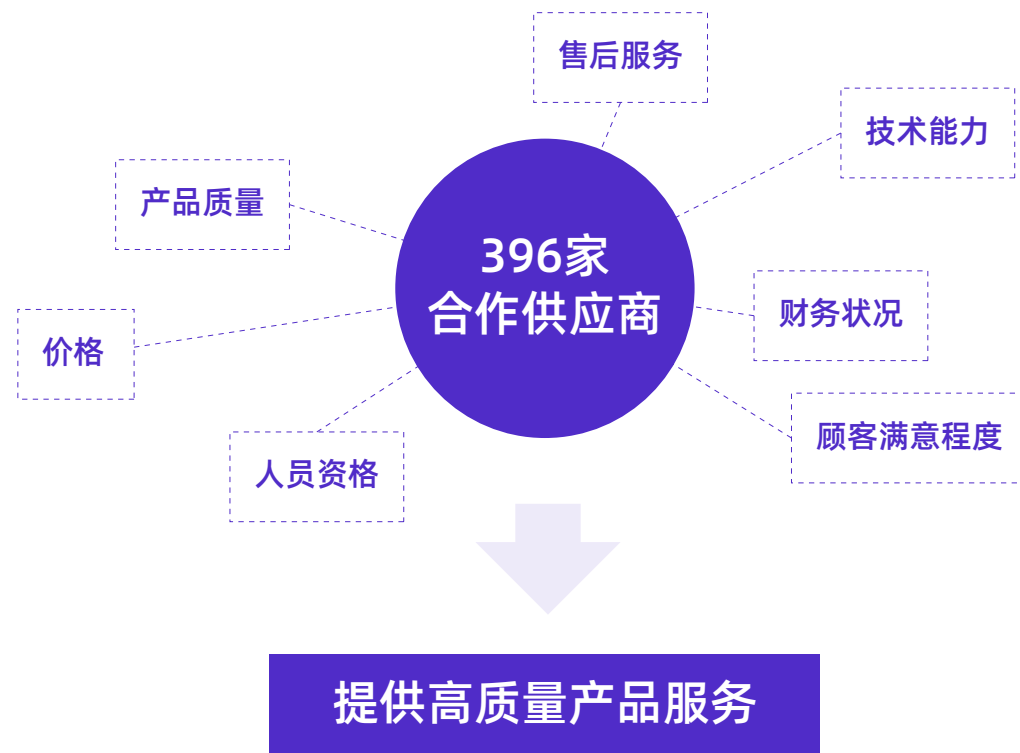 售后服务
技术能力
产品质量
396家
合作供应商
财务状况
价格
顾客满意程度
人员资格
提供高质量产品服务